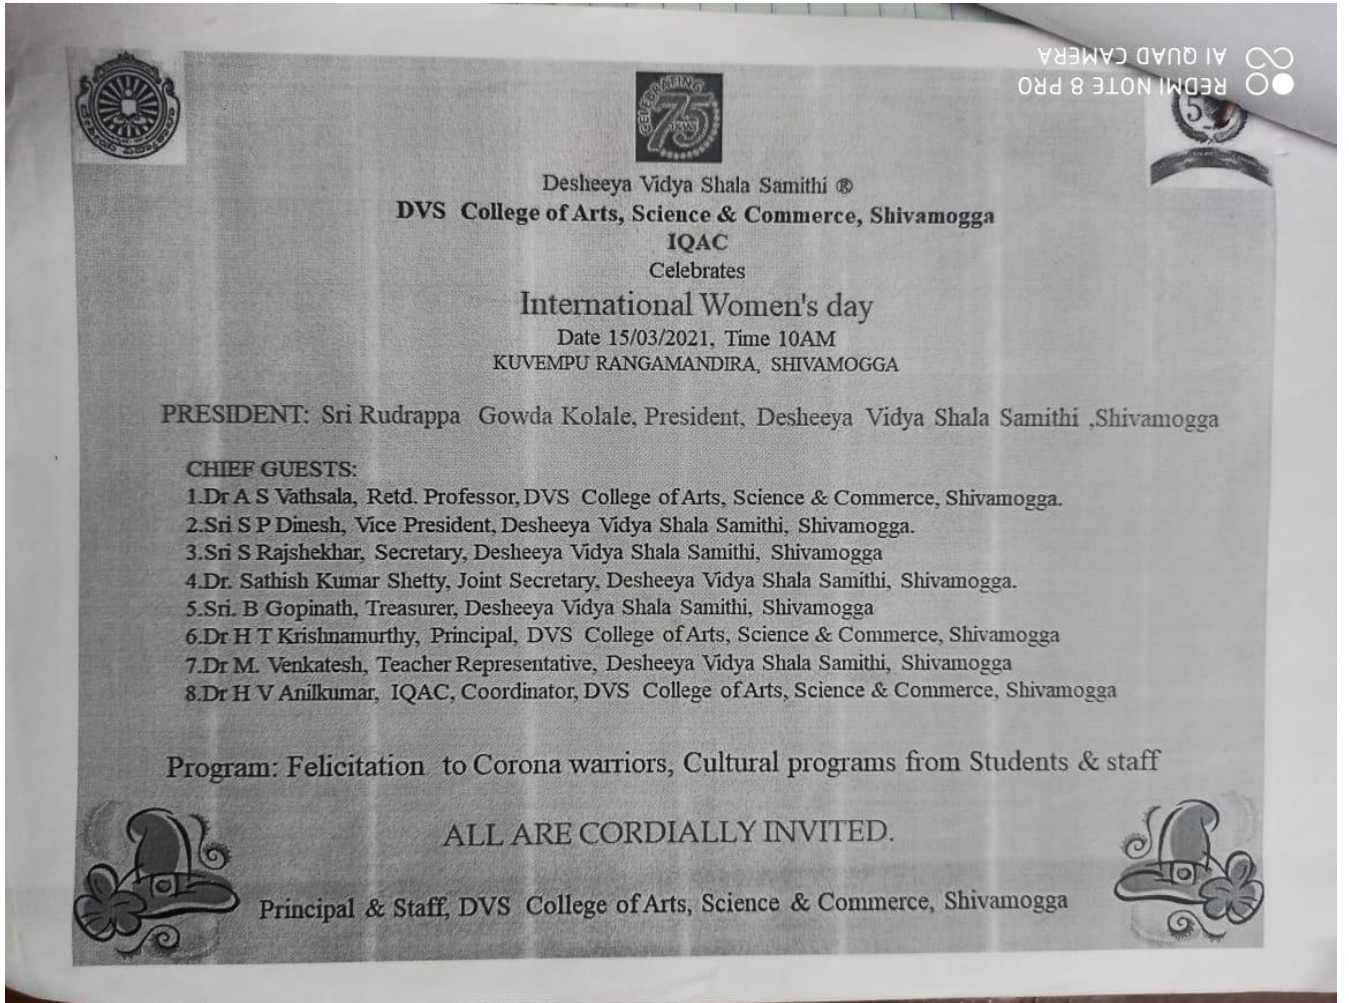 AI QUAD CAMERA
REDMI NOTE 8 PRO
CELEBRATING
75
YEARS
5
Desheeya Vidya Shala Samithi ®
DVS College of Arts, Science & Commerce, Shivamogga
IQAC
Celebrates
International Women's day
Date 15/03/2021, Time 10AM
KUVEMPU RANGAMANDIRA, SHIVAMOGGA
PRESIDENT: Sri Rudrappa Gowda Kolale, President, Desheeya Vidya Shala Samithi ,Shivamogga
CHIEF GUESTS:
1.Dr A S Vathsala, Retd. Professor, DVS College of Arts, Science & Commerce, Shivamogga.
2.Sri S P Dinesh, Vice President, Desheeya Vidya Shala Samithi, Shivamogga.
3.Sri S Rajshekhar, Secretary, Desheeya Vidya Shala Samithi, Shivamogga
4.Dr. Sathish Kumar Shetty, Joint Secretary, Desheeya Vidya Shala Samithi, Shivamogga.
5.Sri. B Gopinath, Treasurer, Desheeya Vidya Shala Samithi, Shivamogga
6.Dr H T Krishnamurthy, Principal, DVS College of Arts, Science & Commerce, Shivamogga
7.Dr M. Venkatesh, Teacher Representative, Desheeya Vidya Shala Samithi, Shivamogga
8.Dr H V Anilkumar, IQAC, Coordinator, DVS College of Arts, Science & Commerce, Shivamogga
Program: Felicitation to Corona warriors, Cultural programs from Students & staff
ALL ARE CORDIALLY INVITED.
Principal & Staff, DVS College of Arts, Science & Commerce, Shivamogga